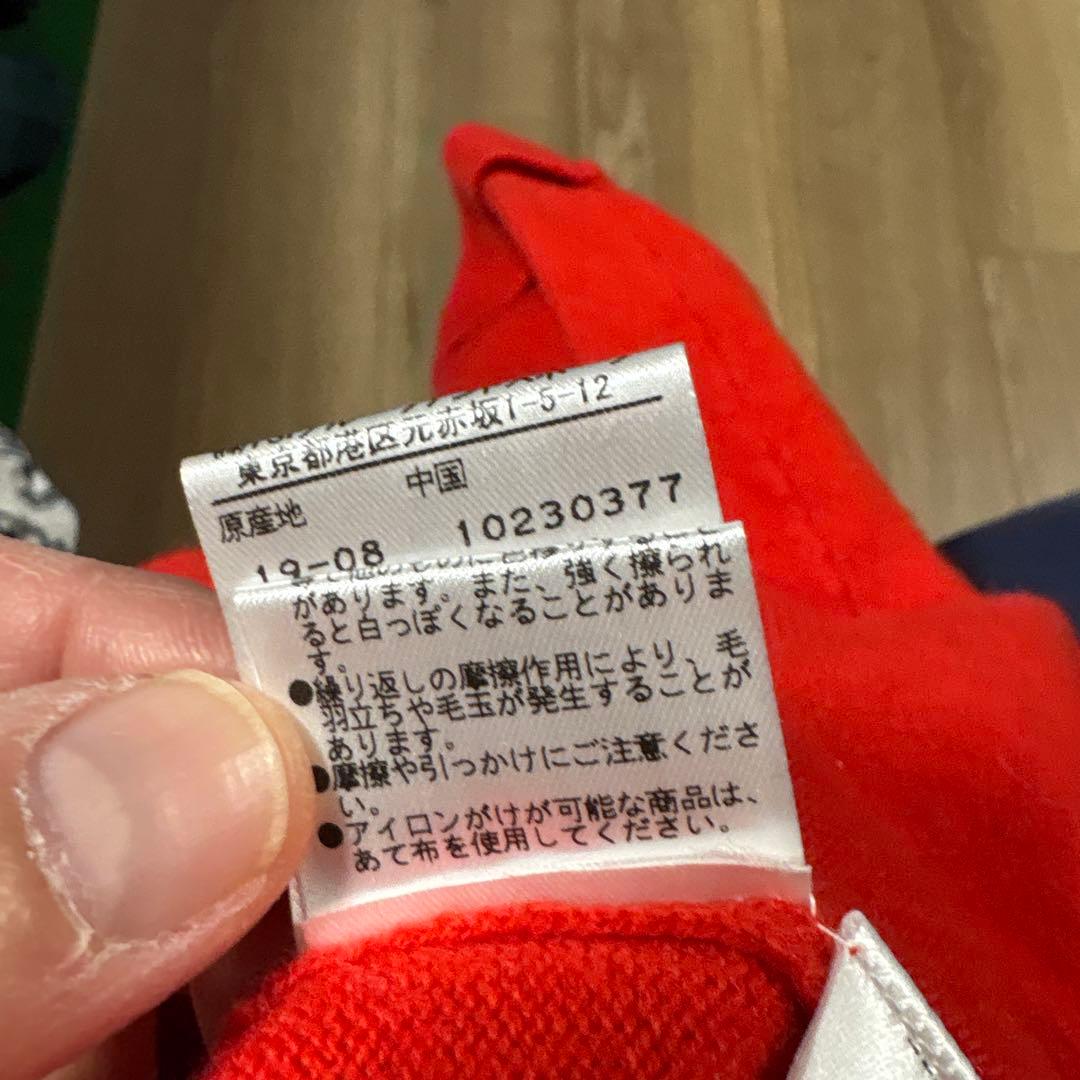 東京都港区元赤坂1-5-12
原産地 中国
19-08 10230377
があります。また、強く擦られ
ると白っぽくなることがありま
す。
●繰り返しの摩擦作用により、毛
羽立ちや毛玉が発生することが
あります。
●摩擦や引っかけにご注意くださ
い。
●アイロンがけが可能な商品は、
あて布を使用してください。